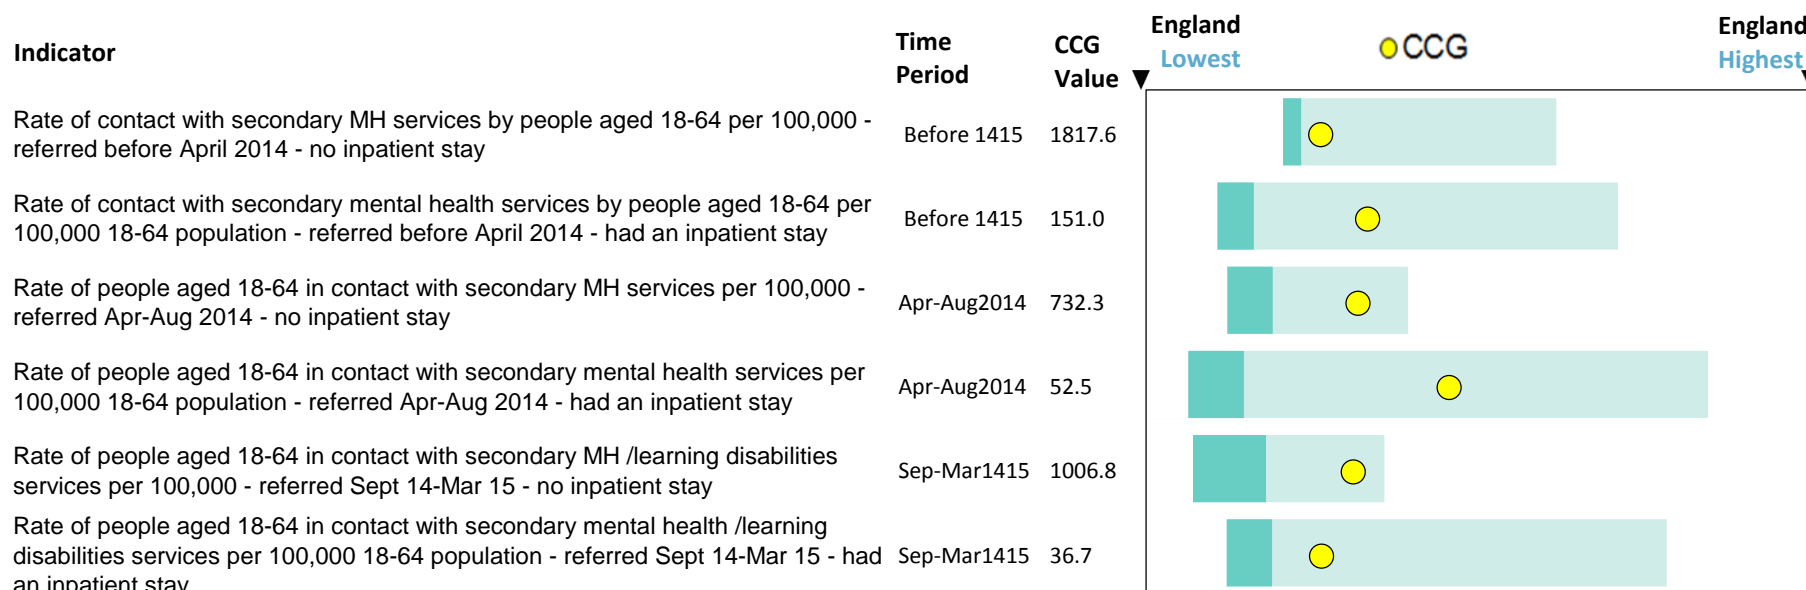 Indicator
Time
Period
CCG
Value
England
Lowest
CCG
England
Highest
Rate of contact with secondary MH services by people aged 18-64 per 100,000 -
referred before April 2014 - no inpatient stay
Before 1415
1817.6
Rate of contact with secondary mental health services by people aged 18-64 per
100,000 18-64 population - referred before April 2014 - had an inpatient stay
Before 1415
151.0
Rate of people aged 18-64 in contact with secondary MH services per 100,000 -
referred Apr-Aug 2014 - no inpatient stay
Apr-Aug2014
732.3
Rate of people aged 18-64 in contact with secondary mental health services per
100,000 18-64 population - referred Apr-Aug 2014 - had an inpatient stay
Apr-Aug2014
52.5
Rate of people aged 18-64 in contact with secondary MH /learning disabilities
services per 100,000 - referred Sept 14-Mar 15 - no inpatient stay
Sep-Mar1415
1006.8
Rate of people aged 18-64 in contact with secondary mental health /learning
disabilities services per 100,000 18-64 population - referred Sept 14-Mar 15 - had
an inpatient stay
Sep-Mar1415
36.7